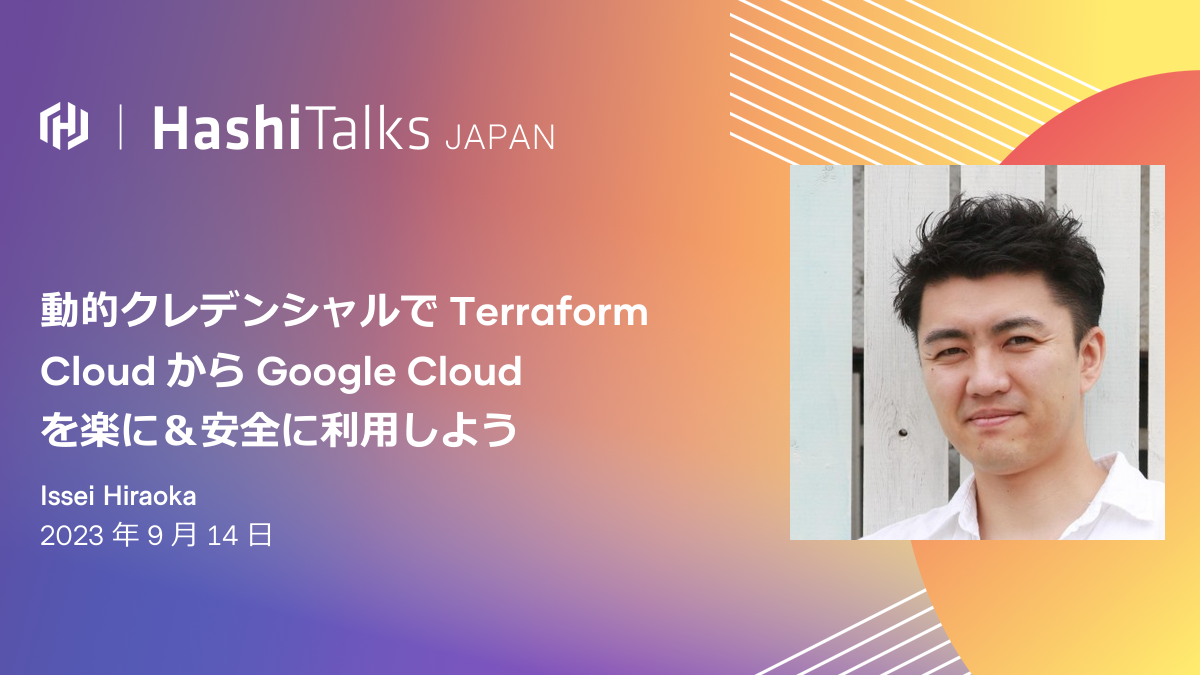 HashiTalks JAPAN
動的クレデンシャルで Terraform
Cloud から Google Cloud
を楽に＆安全に利用しよう
Issei Hiraoka
2023 年 9 月 14 日